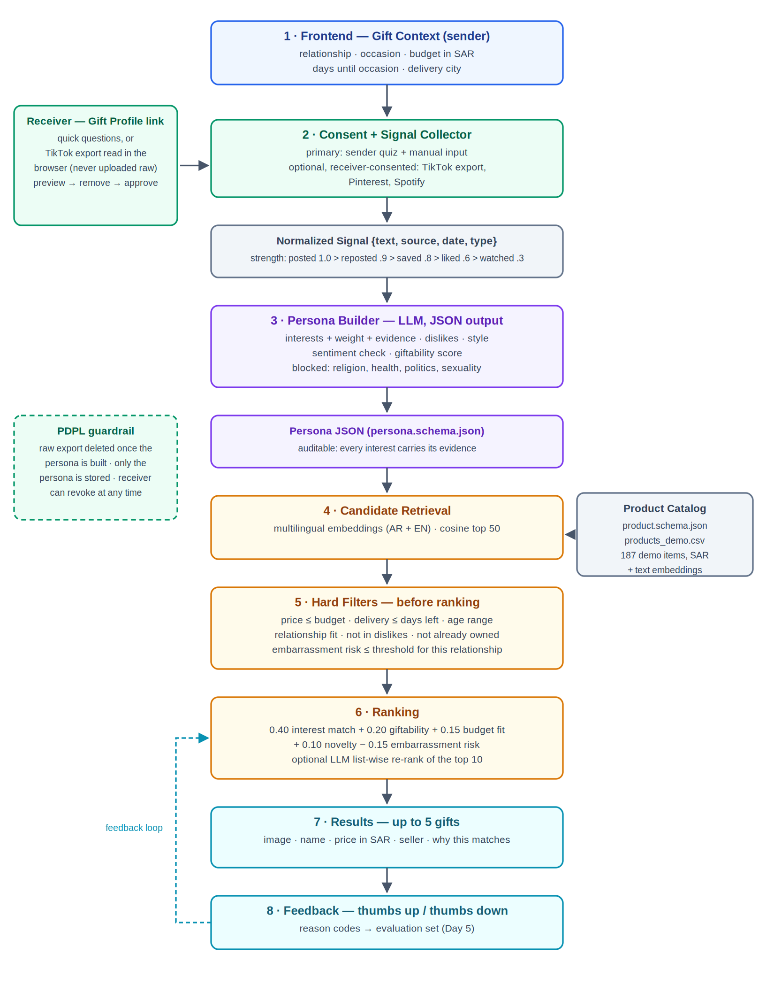 1 · Frontend — Gift Context (sender)
relationship · occasion · budget in SAR
days until occasion · delivery city
Receiver — Gift Profile link
quick questions, or
TikTok export read in the
browser (never uploaded raw)
preview → remove → approve
2 · Consent + Signal Collector
primary: sender quiz + manual input
optional, receiver-consented: TikTok export,
Pinterest, Spotify
Normalized Signal {text, source, date, type}
strength: posted 1.0 > reposted .9 > saved .8 > liked .6 > watched .3
3 · Persona Builder — LLM, JSON output
interests + weight + evidence · dislikes · style
sentiment check · giftability score
blocked: religion, health, politics, sexuality
PDPL guardrail
raw export deleted once the
persona is built · only the
persona is stored · receiver
can revoke at any time
Persona JSON (persona.schema.json)
auditable: every interest carries its evidence
4 · Candidate Retrieval
multilingual embeddings (AR + EN) · cosine top 50
Product Catalog
product.schema.json
products_demo.csv
187 demo items, SAR
+ text embeddings
5 · Hard Filters — before ranking
price ≤ budget · delivery ≤ days left · age range
relationship fit · not in dislikes · not already owned
embarrassment risk ≤ threshold for this relationship
6 · Ranking
0.40 interest match + 0.20 giftability + 0.15 budget fit
+ 0.10 novelty − 0.15 embarrassment risk
optional LLM list-wise re-rank of the top 10
feedback loop
7 · Results — up to 5 gifts
image · name · price in SAR · seller · why this matches
8 · Feedback — thumbs up / thumbs down
reason codes → evaluation set (Day 5)